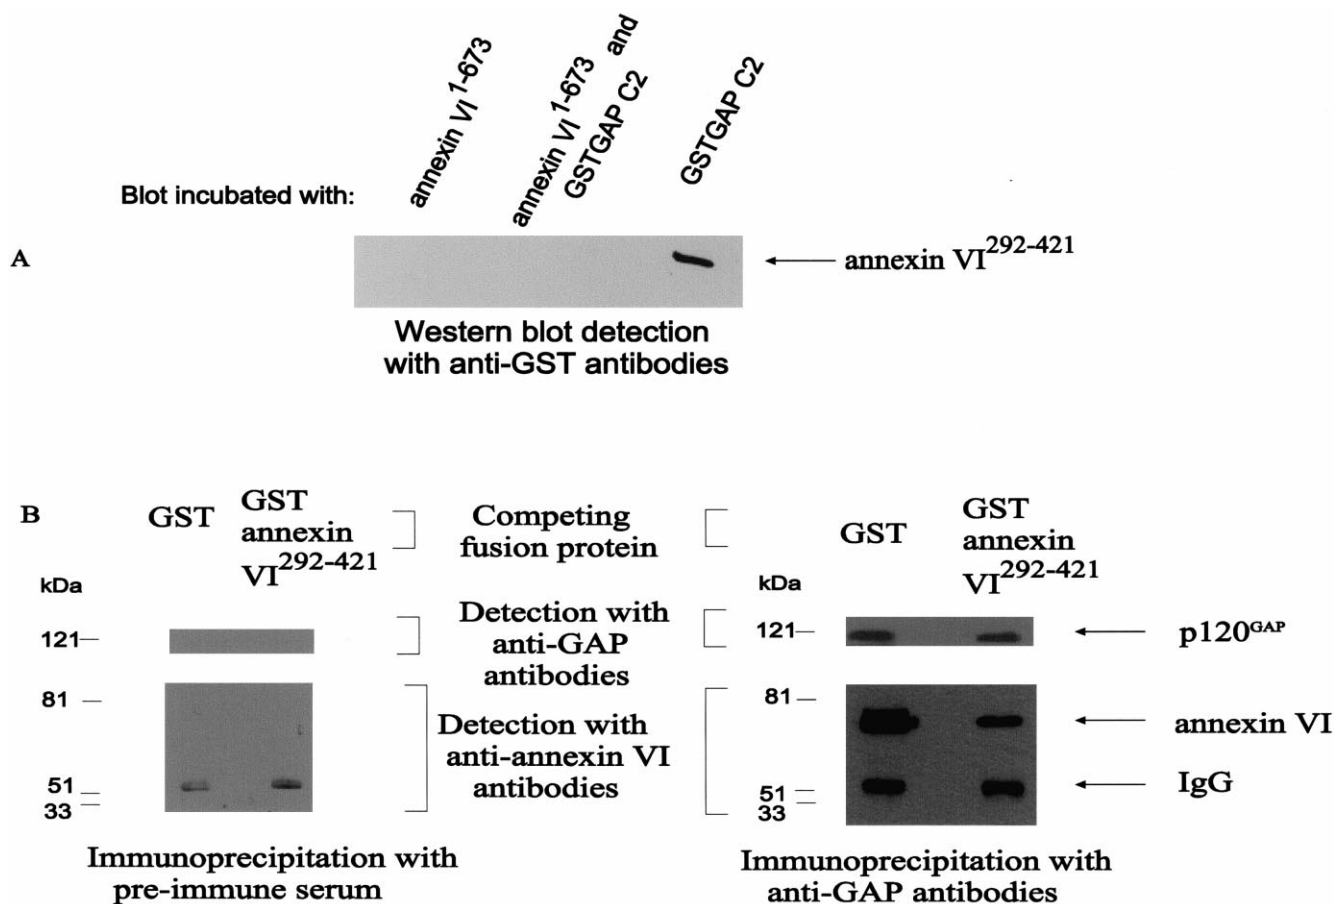 annexin VI1-673
annexin VI1-673 and
GSTGAP C2
GSTGAP C2
Blot incubated with:
A
annexin VI292-421
Western blot detection
with anti-GST antibodies
B
GST
GST
annexin
VI292-421
Competing
fusion protein
GST
GST
annexin
VI292-421
kDa
121
Detection with
anti-GAP
antibodies
121
p120GAP
81
51
33
Detection with
anti-annexin VI
antibodies
81
51
33
annexin VI
IgG
Immunoprecipitation with
pre-immune serum
Immunoprecipitation with
anti-GAP antibodies